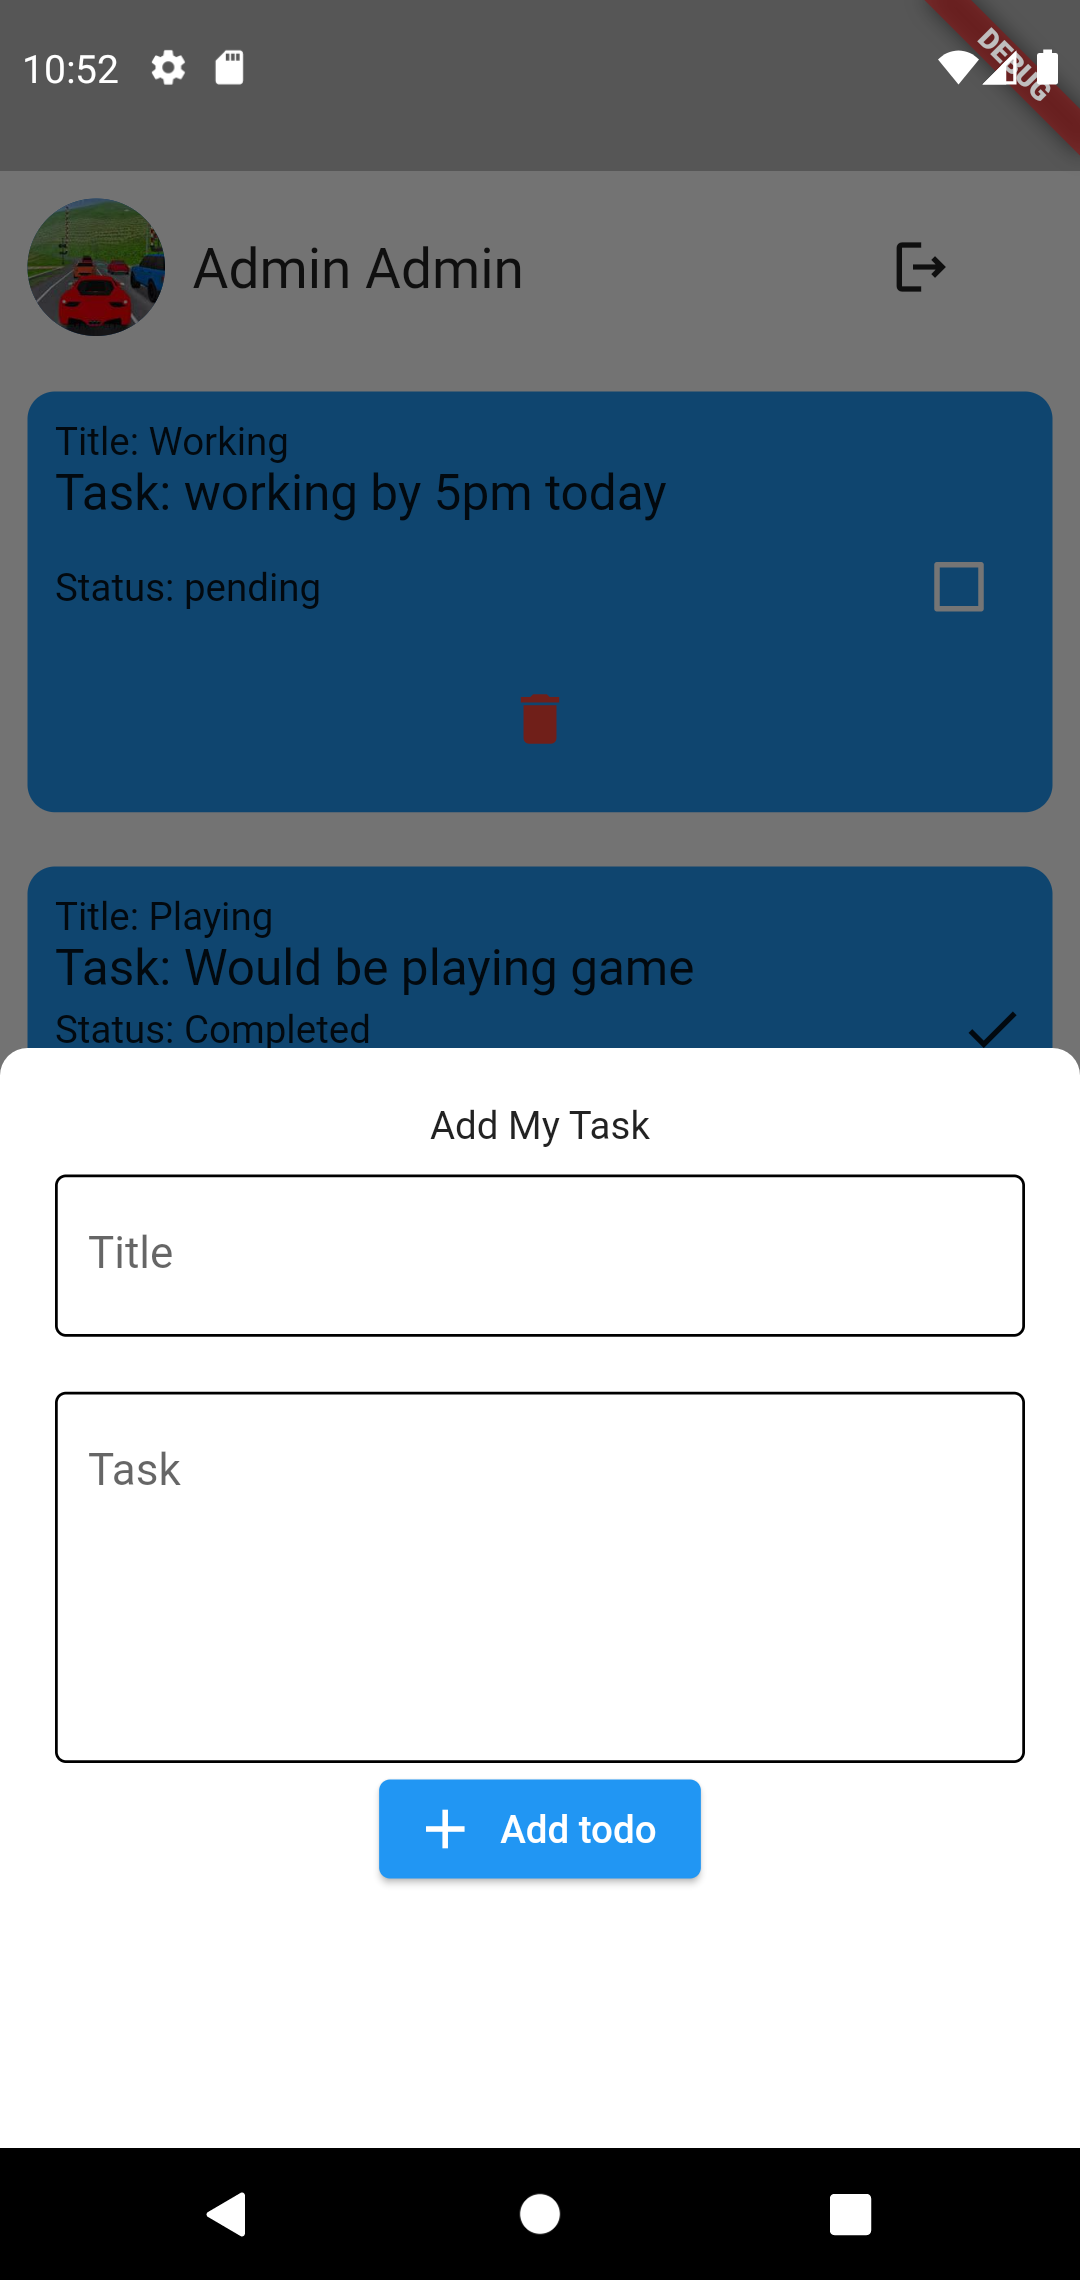 10:52
DEBUG
Admin Admin
Title: Working
Task: working by 5pm today
Status: pending
Title: Playing
Task: Would be playing game
Status: Completed
Add My Task
Title
Task
Add todo